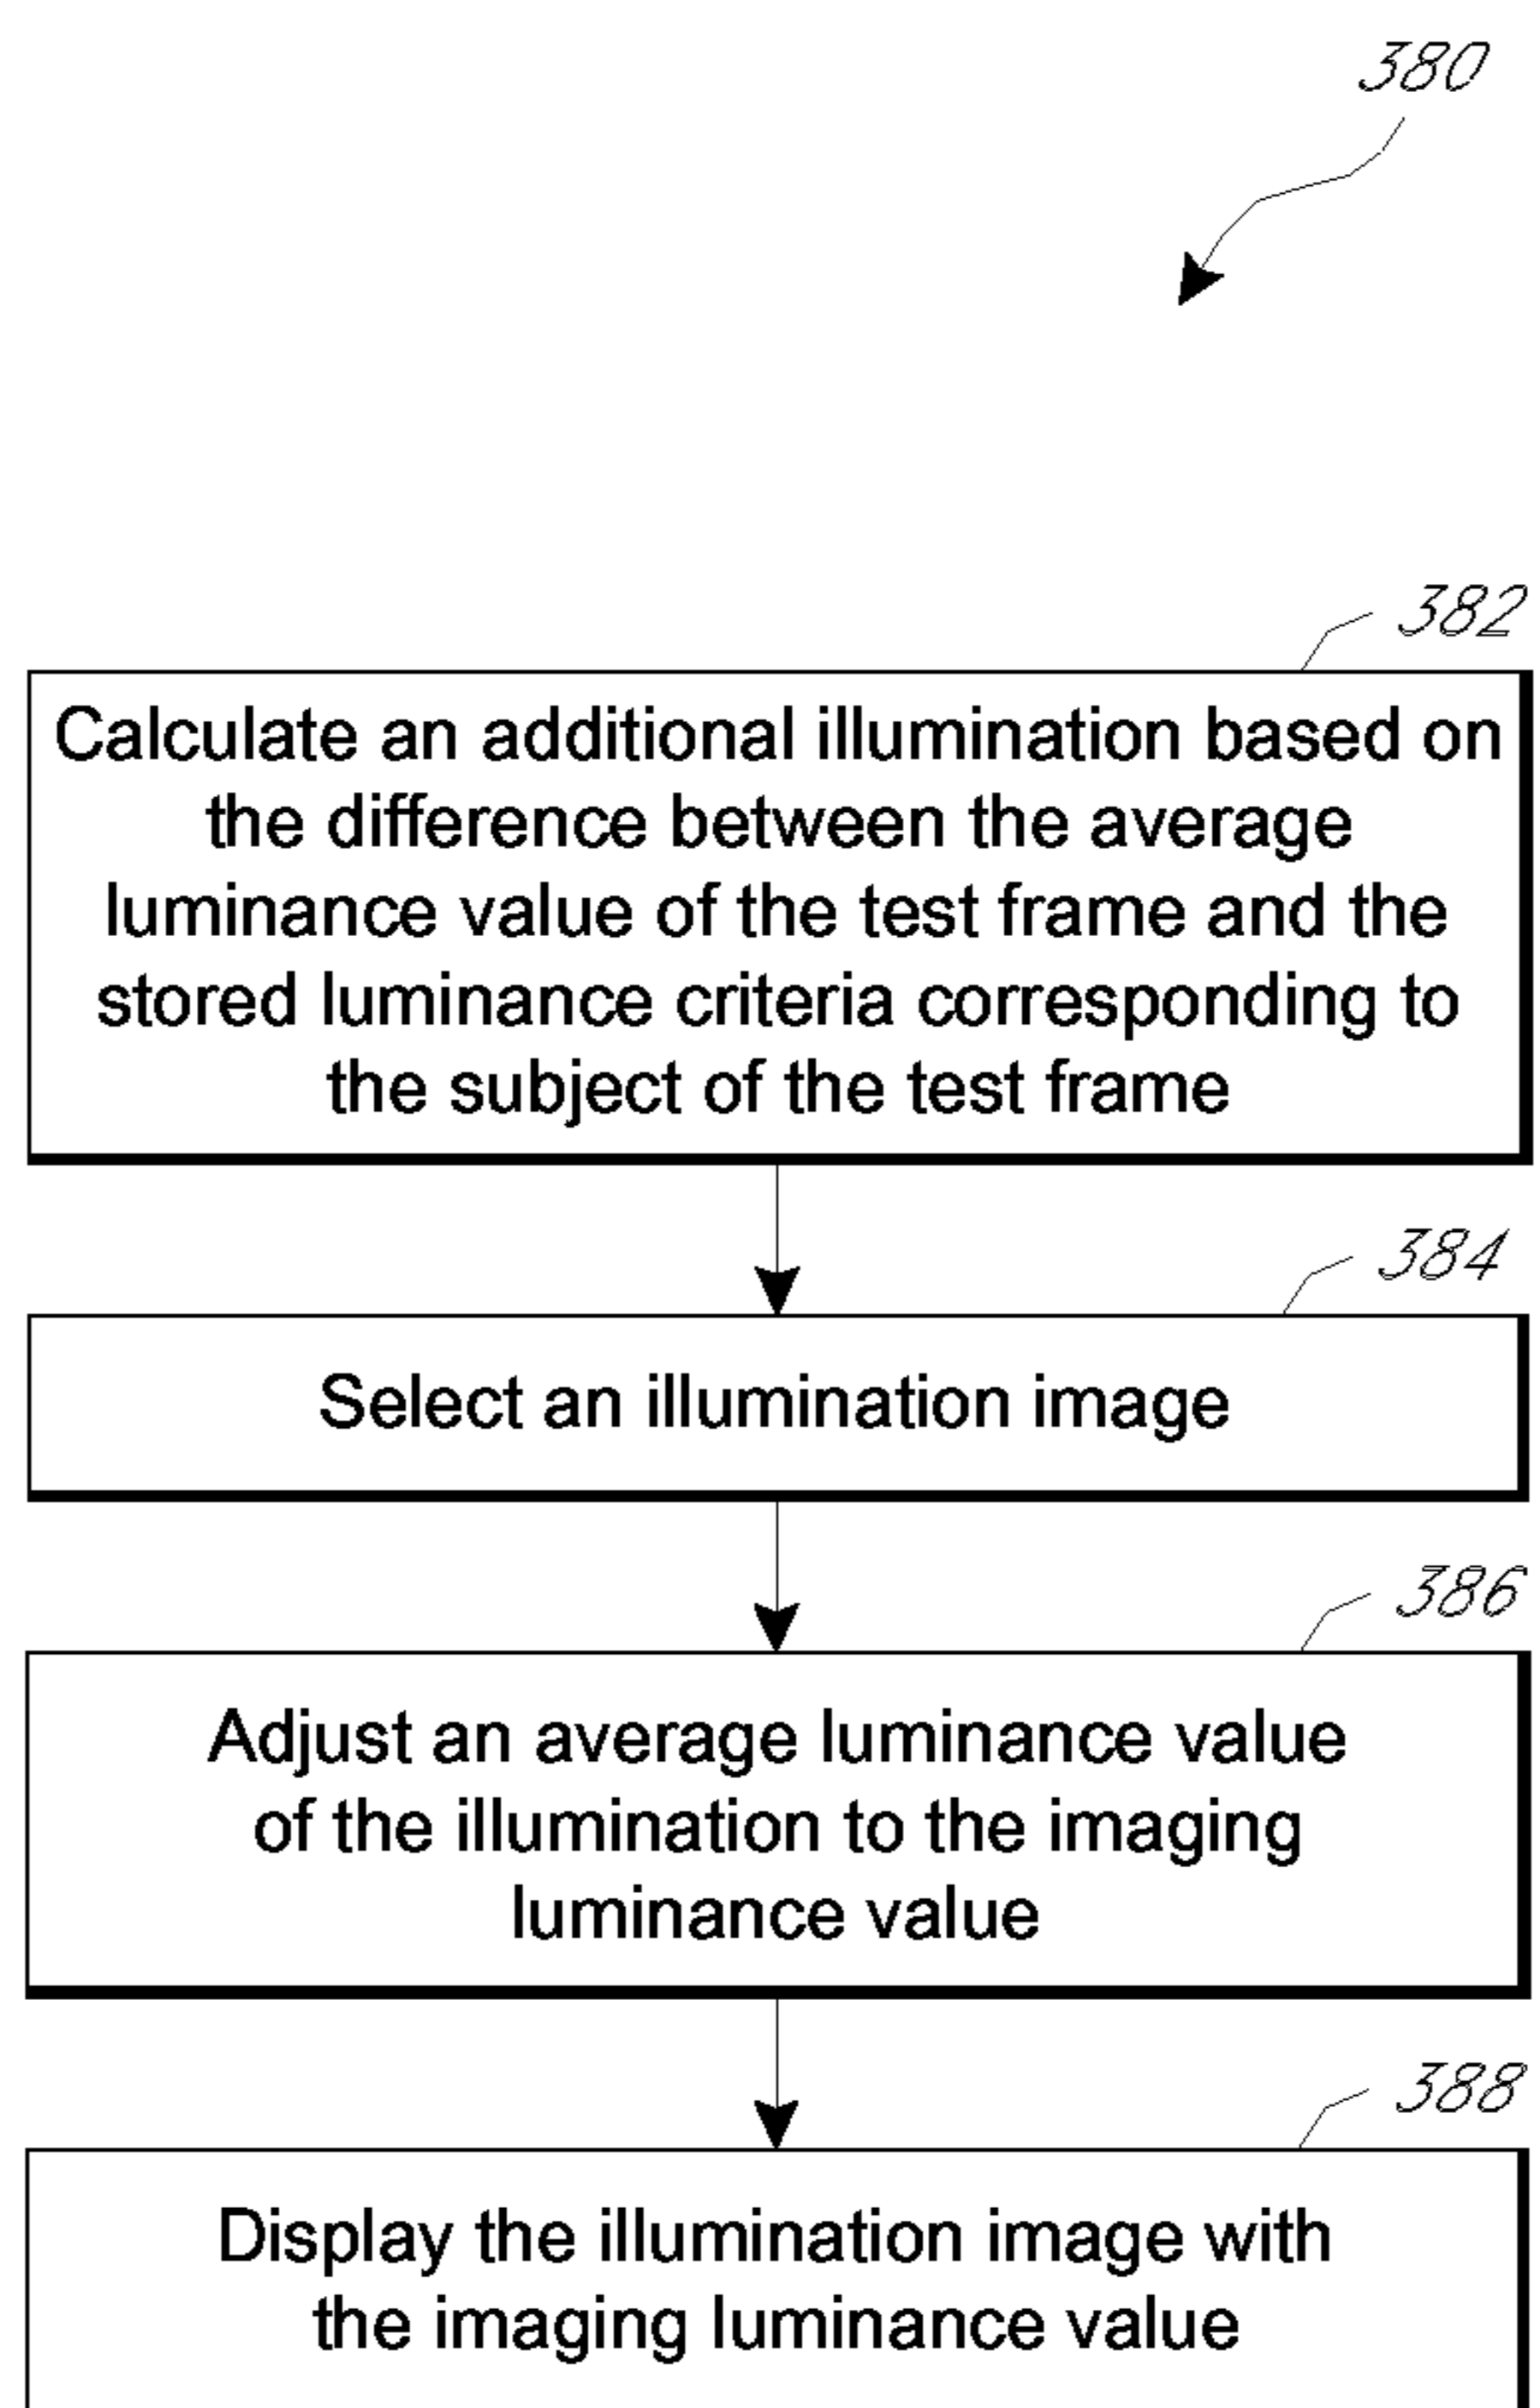 380
382
Calculate an additional illumination based on
the difference between the average
luminance value of the test frame and the
stored luminance criteria corresponding to
the subject of the test frame
384
Select an illumination image
386
Adjust an average luminance value
of the illumination to the imaging
luminance value
388
Display the illumination image with
the imaging luminance value